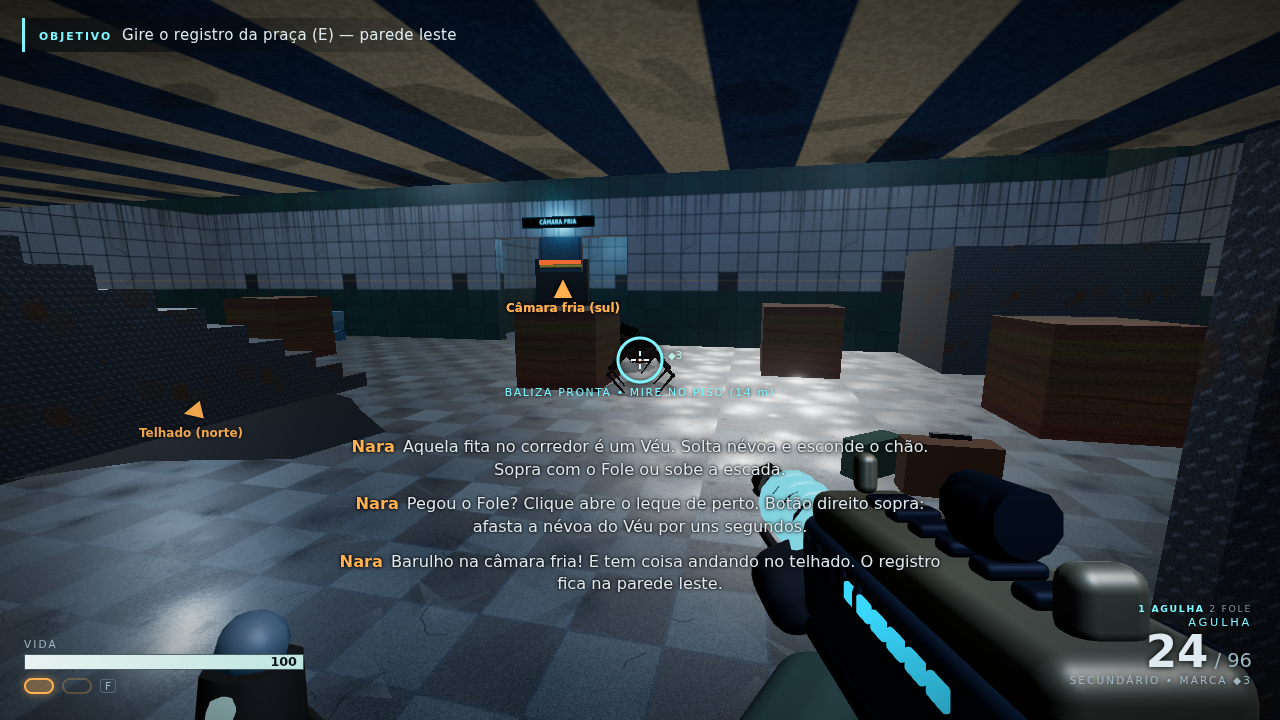 OBJETIVO Gire o registro da praça (E) — parede leste
CÂMARA FRIA
Câmara fria (sul)
◆3
BALIZA PRONTA • MIRE NO PISO (14 m)
Telhado (norte)
Nara Aquela fita no corredor é um Véu. Solta névoa e esconde o chão.
Sopra com o Fole ou sobe a escada.
Nara Pegou o Fole? Clique abre o leque de perto. Botão direito sopra:
afasta a névoa do Véu por uns segundos.
Nara Barulho na câmara fria! E tem coisa andando no telhado. O registro
fica na parede leste.
1 AGULHA 2 FOLE
AGULHA
24 / 96
SECUNDÁRIO • MARCA ◆3
VIDA
100
F